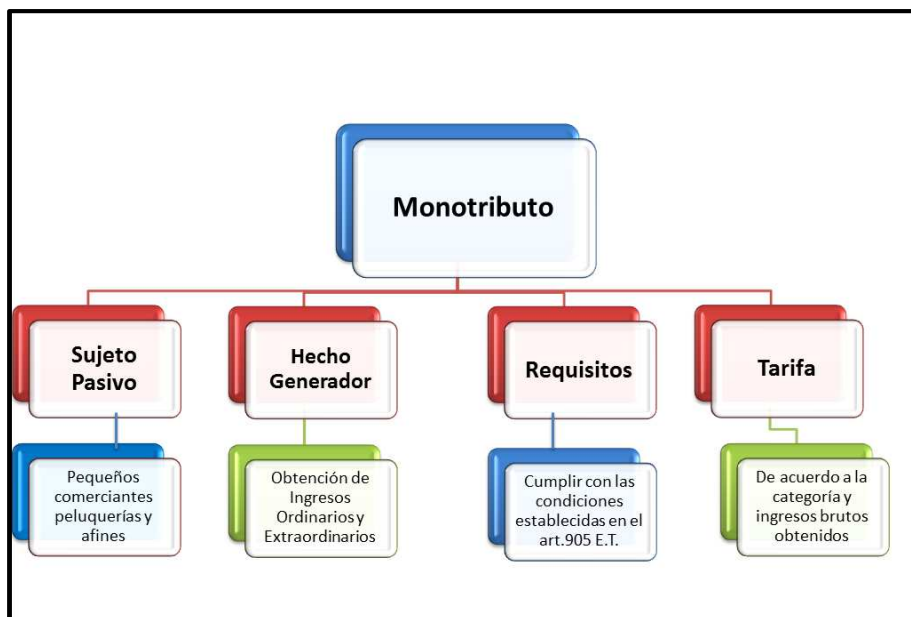 Monotributo
Sujeto
Pasivo
Hecho
Generador
Requisitos
Tarifa
Pequeños
comerciantes
peluquerías y
afines
Obtención de
Ingresos
Ordinarios y
Extraordinarios
Cumplir con las
condiciones
establecidas en el
art.905 E.T.
De acuerdo a la
categoría y
ingresos brutos
obtenidos